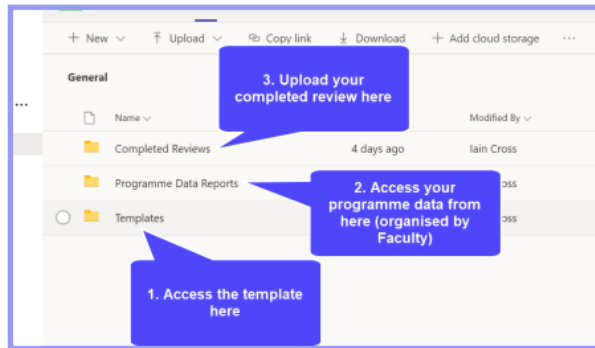 + New Upload Copy link Download + Add cloud storage ...
General
3. Upload your
completed review here
...
Name Modified By
Completed Reviews 4 days ago Iain Cross
Programme Data Reports
2. Access your
programme data from
here (organised by
Faculty)
Templates
1. Access the template
here